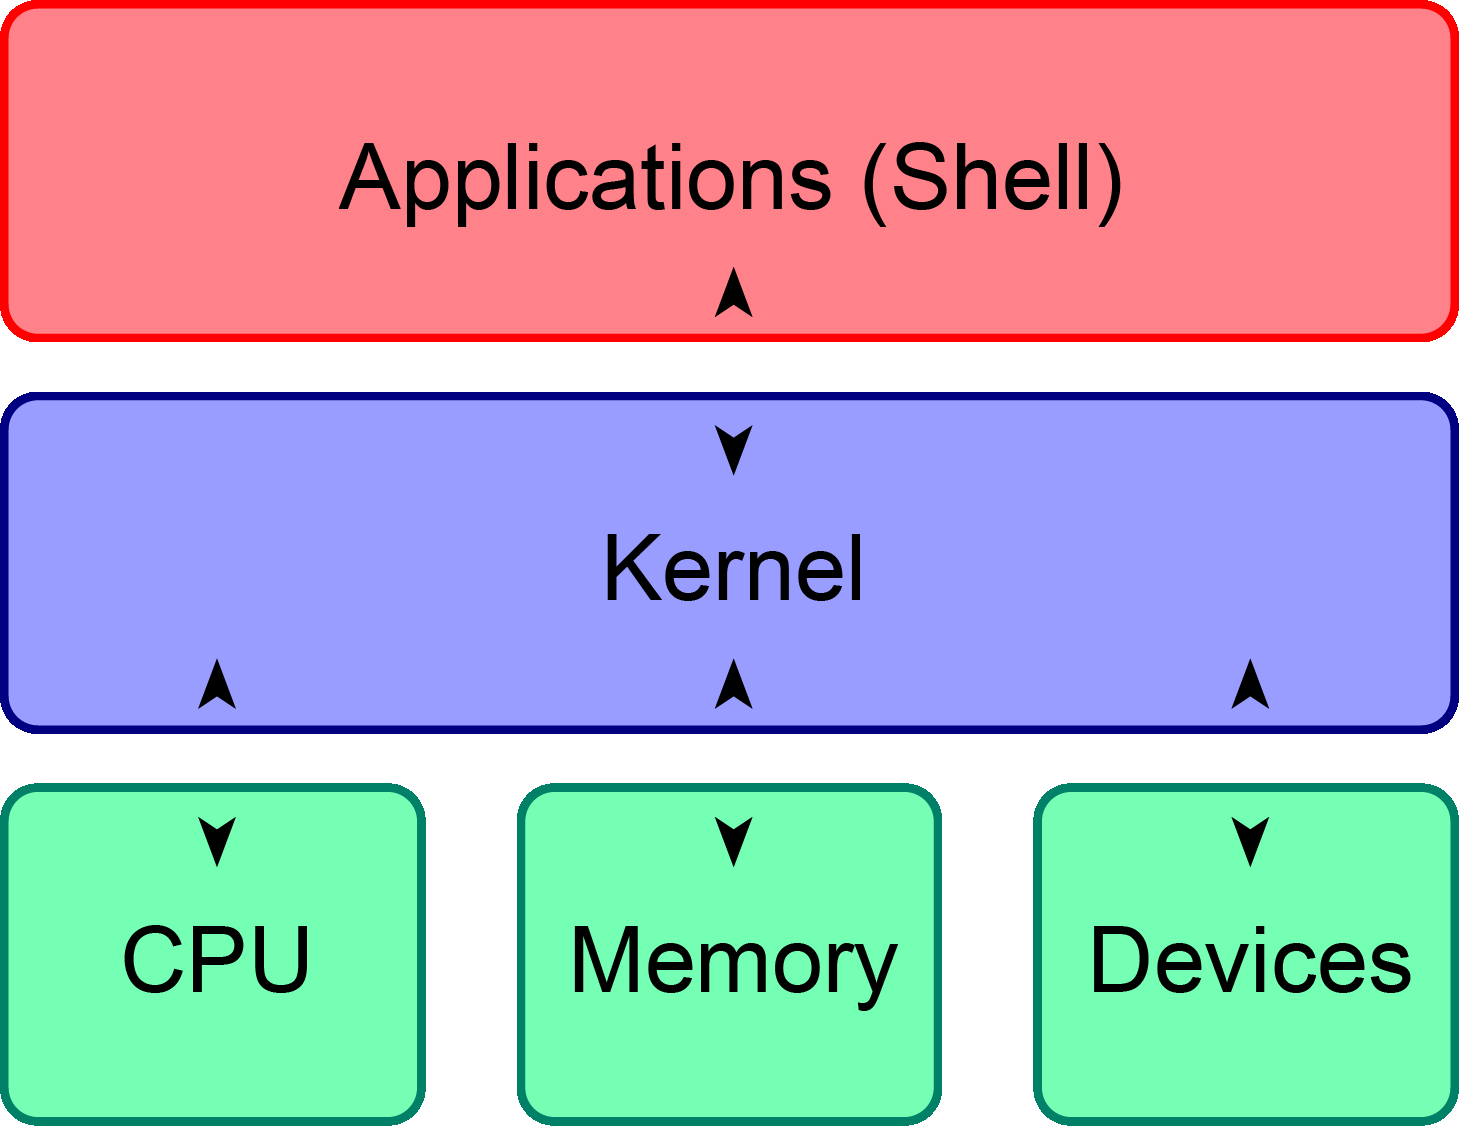 Applications (Shell)
Kernel
CPU
Memory
Devices